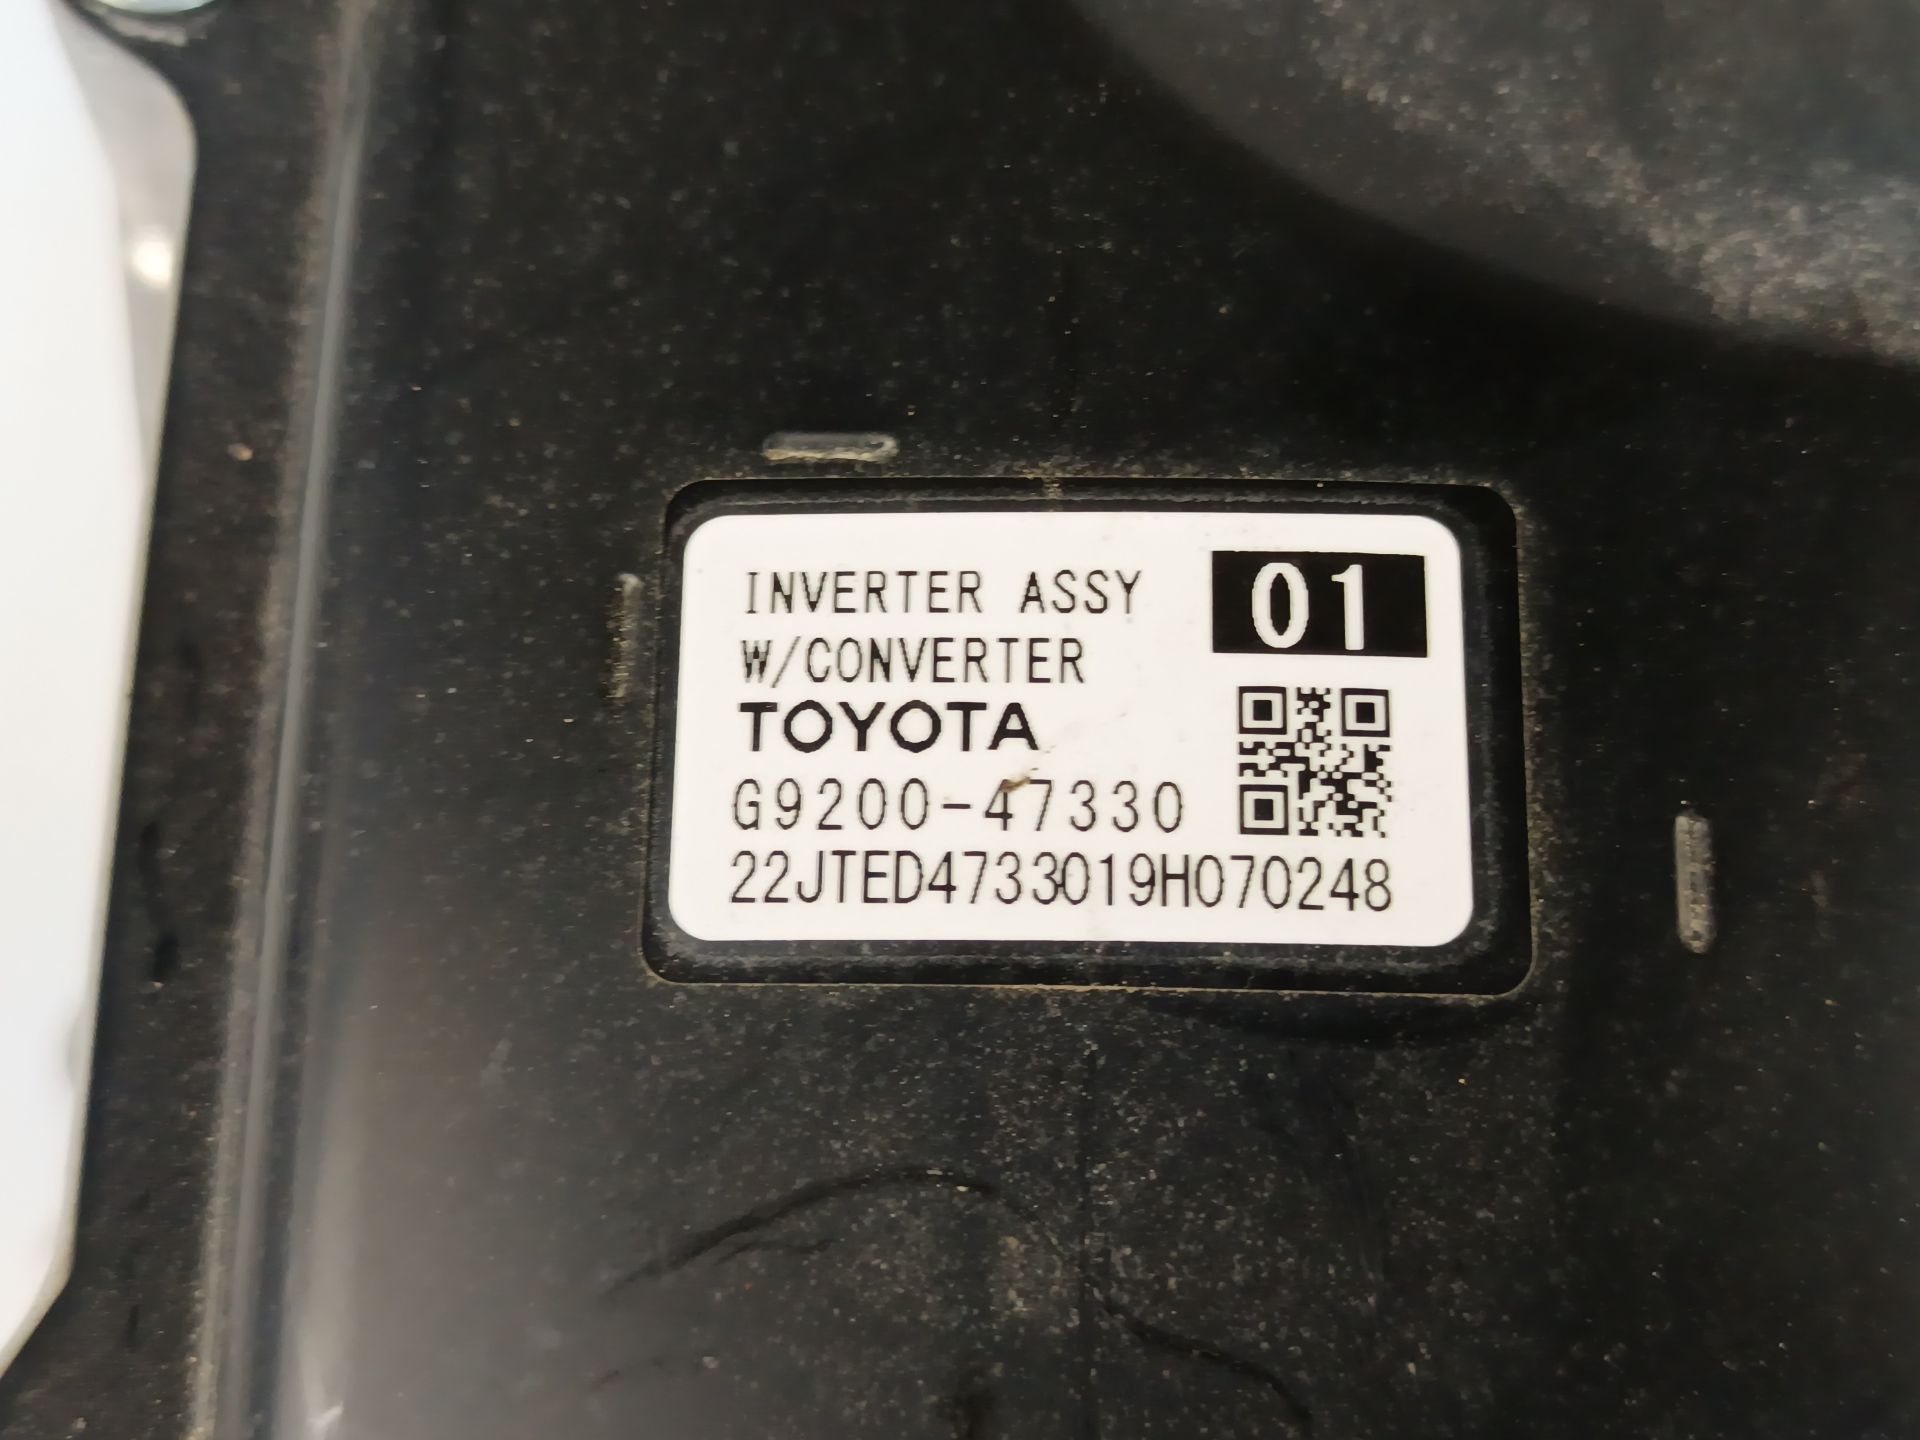 INVERTER ASSY 01
W/CONVERTER
TOYOTA
G9200-47330
22JTED4733019H070248